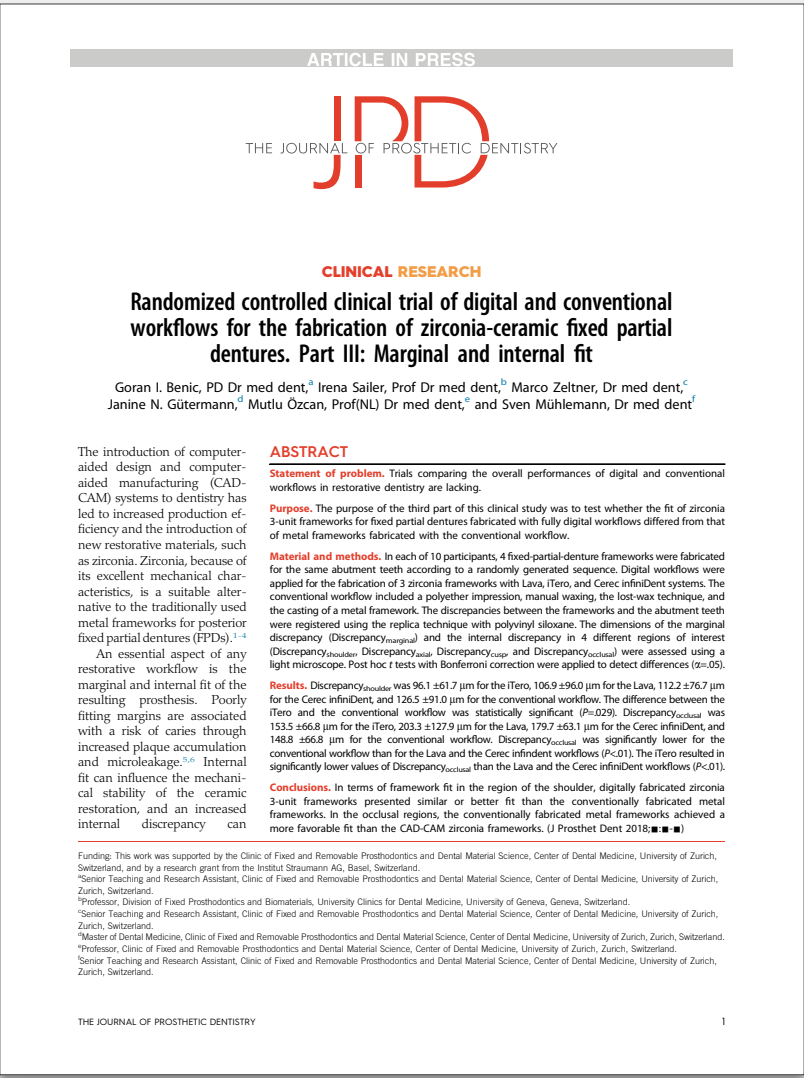 ARTICLE IN PRESS
JPD
THE JOURNAL OF PROSTHETIC DENTISTRY
CLINICAL RESEARCH
Randomized controlled clinical trial of digital and conventional
workflows for the fabrication of zirconia-ceramic fixed partial
dentures. Part III: Marginal and internal fit
Goran I. Benic, PD Dr med dent,a Irena Sailer, Prof Dr med dent,b Marco Zeltner, Dr med dent,c
Janine N. Gütermann,d Mutlu Özcan, Prof(NL) Dr med dent,e and Sven Mühlemann, Dr med dentf
The introduction of computer-
aided design and computer-
aided manufacturing (CAD-
CAM) systems to dentistry has
led to increased production ef-
ficiency and the introduction of
new restorative materials, such
as zirconia. Zirconia, because of
its excellent mechanical char-
acteristics, is a suitable alter-
native to the traditionally used
metal frameworks for posterior
fixed partial dentures (FPDs).1-4
An essential aspect of any
restorative workflow is the
marginal and internal fit of the
resulting prosthesis. Poorly
fitting margins are associated
with a risk of caries through
increased plaque accumulation
and microleakage.5,6 Internal
fit can influence the mechani-
cal stability of the ceramic
restoration, and an increased
internal discrepancy can
ABSTRACT
Statement of problem. Trials comparing the overall performances of digital and conventional
workflows in restorative dentistry are lacking.
Purpose. The purpose of the third part of this clinical study was to test whether the fit of zirconia
3-unit frameworks for fixed partial dentures fabricated with fully digital workflows differed from that
of metal frameworks fabricated with the conventional workflow.
Material and methods. In each of 10 participants, 4 fixed-partial-denture frameworks were fabricated
for the same abutment teeth according to a randomly generated sequence. Digital workflows were
applied for the fabrication of 3 zirconia frameworks with Lava, iTero, and Cerec infiniDent systems. The
conventional workflow included a polyether impression, manual waxing, the lost-wax technique, and
the casting of a metal framework. The discrepancies between the frameworks and the abutment teeth
were registered using the replica technique with polyvinyl siloxane. The dimensions of the marginal
discrepancy (Discrepancymarginal) and the internal discrepancy in 4 different regions of interest
(Discrepancyshoulder, Discrepancyaxial, Discrepancycusp, and Discrepancyocclusal) were assessed using a
light microscope. Post hoc t tests with Bonferroni correction were applied to detect differences (α=.05).
Results. Discrepancyshoulder was 96.1 ±61.7 μm for the iTero, 106.9 ±96.0 μm for the Lava, 112.2 ±76.7 μm
for the Cerec infiniDent, and 126.5 ±91.0 μm for the conventional workflow. The difference between the
iTero and the conventional workflow was statistically significant (P=.029). Discrepancyocclusal was
153.5 ±66.8 μm for the iTero, 203.3 ±127.9 μm for the Lava, 179.7 ±63.1 μm for the Cerec infiniDent, and
148.8 ±66.8 μm for the conventional workflow. Discrepancyocclusal was significantly lower for the
conventional workflow than for the Lava and the Cerec infindent workflows (P<.01). The iTero resulted in
significantly lower values of Discrepancyocclusal than the Lava and the Cerec infiniDent workflows (P<.01).
Conclusions. In terms of framework fit in the region of the shoulder, digitally fabricated zirconia
3-unit frameworks presented similar or better fit than the conventionally fabricated metal
frameworks. In the occlusal regions, the conventionally fabricated metal frameworks achieved a
more favorable fit than the CAD-CAM zirconia frameworks. (J Prosthet Dent 2018;■:■-■)
Funding: This work was supported by the Clinic of Fixed and Removable Prosthodontics and Dental Material Science, Center of Dental Medicine, University of Zurich,
Switzerland, and by a research grant from the Institut Straumann AG, Basel, Switzerland.
aSenior Teaching and Research Assistant, Clinic of Fixed and Removable Prosthodontics and Dental Material Science, Center of Dental Medicine, University of Zurich,
Zurich, Switzerland.
bProfessor, Division of Fixed Prosthodontics and Biomaterials, University Clinics for Dental Medicine, University of Geneva, Geneva, Switzerland.
cSenior Teaching and Research Assistant, Clinic of Fixed and Removable Prosthodontics and Dental Material Science, Center of Dental Medicine, University of Zurich,
Zurich, Switzerland.
dMaster of Dental Medicine, Clinic of Fixed and Removable Prosthodontics and Dental Material Science, Center of Dental Medicine, University of Zurich, Zurich, Switzerland.
eProfessor, Clinic of Fixed and Removable Prosthodontics and Dental Material Science, Center of Dental Medicine, University of Zurich, Zurich, Switzerland.
fSenior Teaching and Research Assistant, Clinic of Fixed and Removable Prosthodontics and Dental Material Science, Center of Dental Medicine, University of Zurich,
Zurich, Switzerland.
THE JOURNAL OF PROSTHETIC DENTISTRY
1